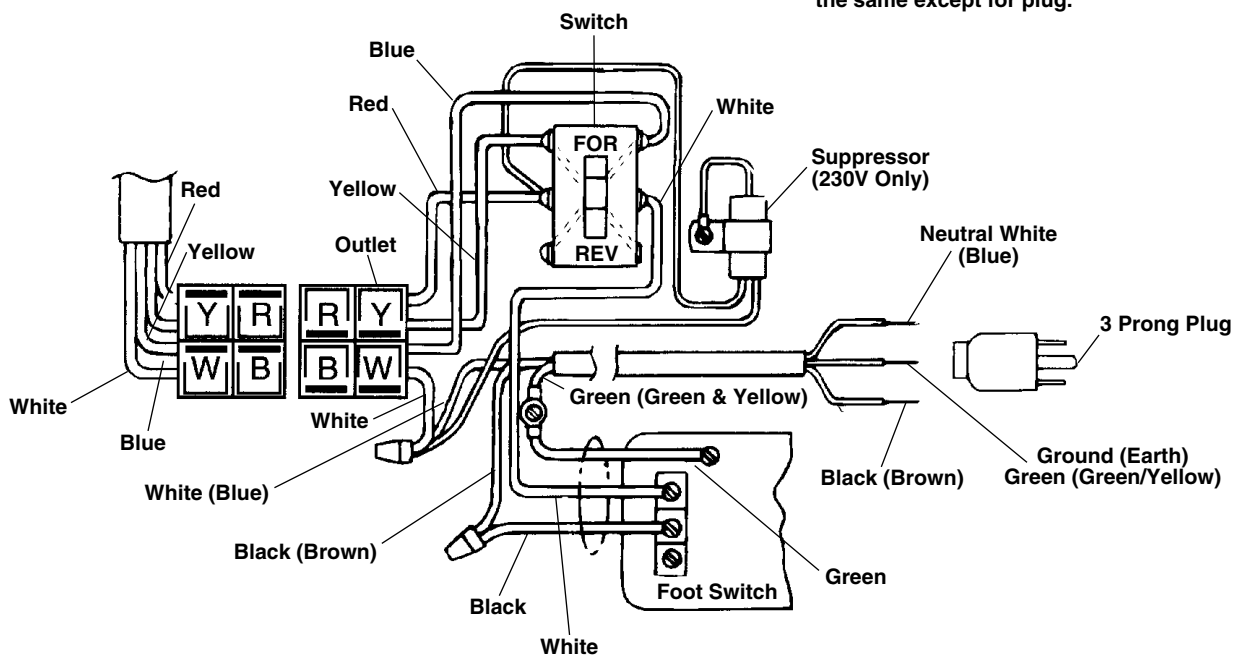 the same except for plug.
Switch
Blue
Red
White
FOR
Suppressor
(230V Only)
Yellow
Red
REV
Neutral White
(Blue)
Yellow
Outlet
3 Prong Plug
Y R
R Y
W B
B W
White
Green (Green & Yellow)
White
Blue
Ground (Earth)
Green (Green/Yellow)
Black (Brown)
White (Blue)
Black (Brown)
Green
Foot Switch
Black
White